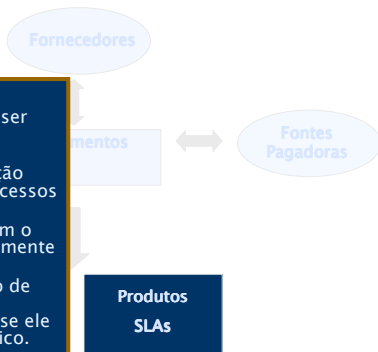 Fornecedores
ser
mentos
Fontes
Pagadoras
ão
cessos
m o
mente
o de
se ele
ico.
Produtos
SLAs